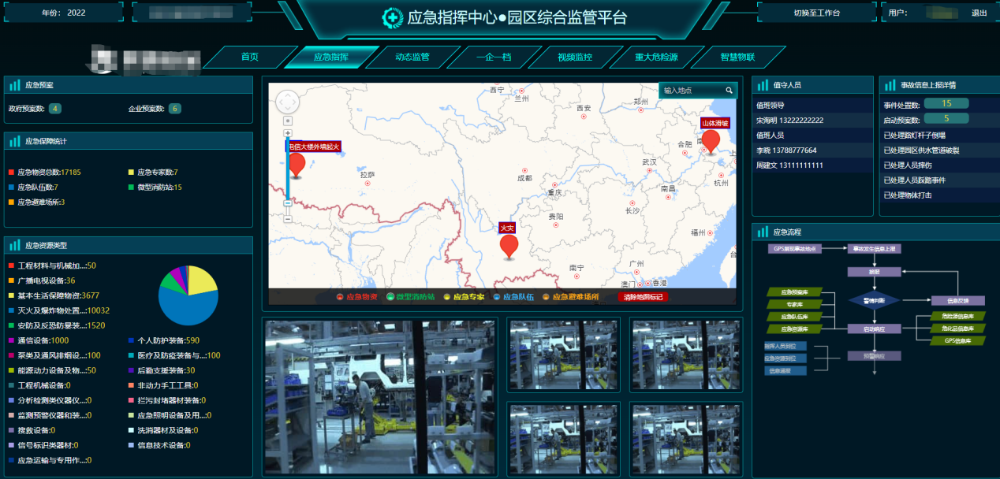 年份: 2022
应急指挥中心●园区综合监管平台
切换至工作台
用户:
退出
首页
应急指挥
动态监管
一企一档
视频监控
重大危险源
智慧物联
应急预案
政府预案数: 4
企业预案数: 6
应急保障统计
应急物资总数:17185
应急专家数:7
应急队伍数:7
微型消防站:15
应急避难场所:3
应急资源类型
工程材料与机械加...:50
广播电视设备:36
基本生活保障物资:3677
灭火及爆炸物处置...:10032
安防及反恐防暴装...:1520
通信设备:1000
个人防护装备:590
泵类及通风排烟设...:100
医疗及防疫装备与...:100
能源动力设备及物...:50
后勤支援装备:30
工程机械设备:0
非动力手工工具:0
分析检测类仪器仪...:0
拦污封堵器材装备:0
监测预警仪器和装...:0
应急照明设备及用...:0
搜救设备:0
洗消器材及设备:0
信号标识类器材:0
信息技术设备:0
应急运输与专用作...:0
输入地点
西宁
兰州
西安
郑州
山体滑坡
电信大楼外墙起火
合肥
拉萨
成都
武汉
杭州
重庆
南昌
长沙
火灾
贵阳
福州
南宁
广州
澳门
香港
台
应急物资
微型消防站
应急专家
应急队伍
应急避难场所
清除地图标记
值守人员
值班领导
宋海明 13222222222
值班人员
李晓 13788777664
周建文 13111111111
事故信息上报详情
事件处置数: 15
启动预案数: 5
已处理路灯杆子倒塌
已处理园区供水管道破裂
已处理人员摔伤
已处理人员踩踏事件
已处理物体打击
应急流程
GPS展取事故地点
事故发生信息上报
接报
应急预案库
专家库
应急队伍库
应急资源库
警情判断
信息反馈
启动响应
危险源信息库
危化品信息库
GPS信息库
指挥人员到位
应急资源到位
信息通报
预警响应